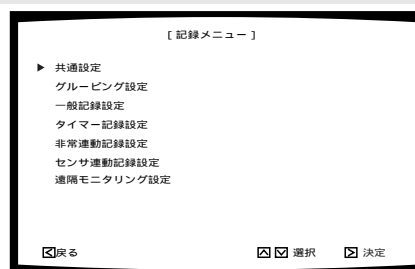 [ 記録メニュー ]
▶ 共通設定
グルーピング設定
一般記録設定
タイマー記録設定
非常連動記録設定
センサ連動記録設定
遠隔モニタリング設定
戻る 選択 決定